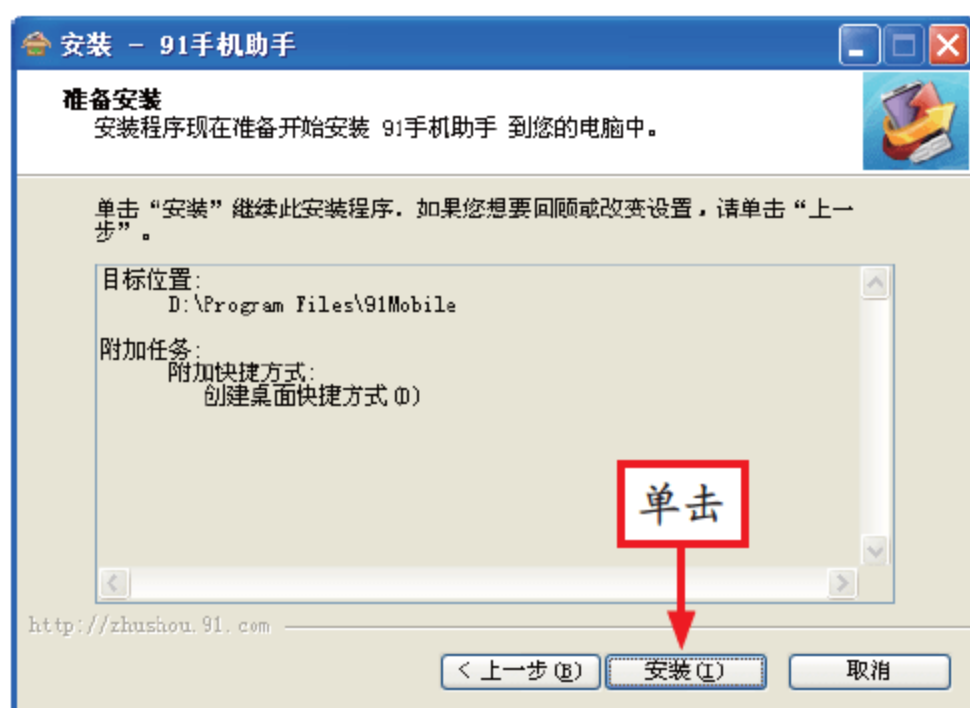 安装 - 91手机助手
准备安装
安装程序现在准备开始安装 91手机助手 到您的电脑中。
单击“安装”继续此安装程序。如果您想要回顾或改变设置，请单击“上一
步”。
目标位置:
D:\Program Files\91Mobile
附加任务:
附加快捷方式:
创建桌面快捷方式(D)
单击
http://zhushou.91.com
< 上一步(B)
安装(I)
取消